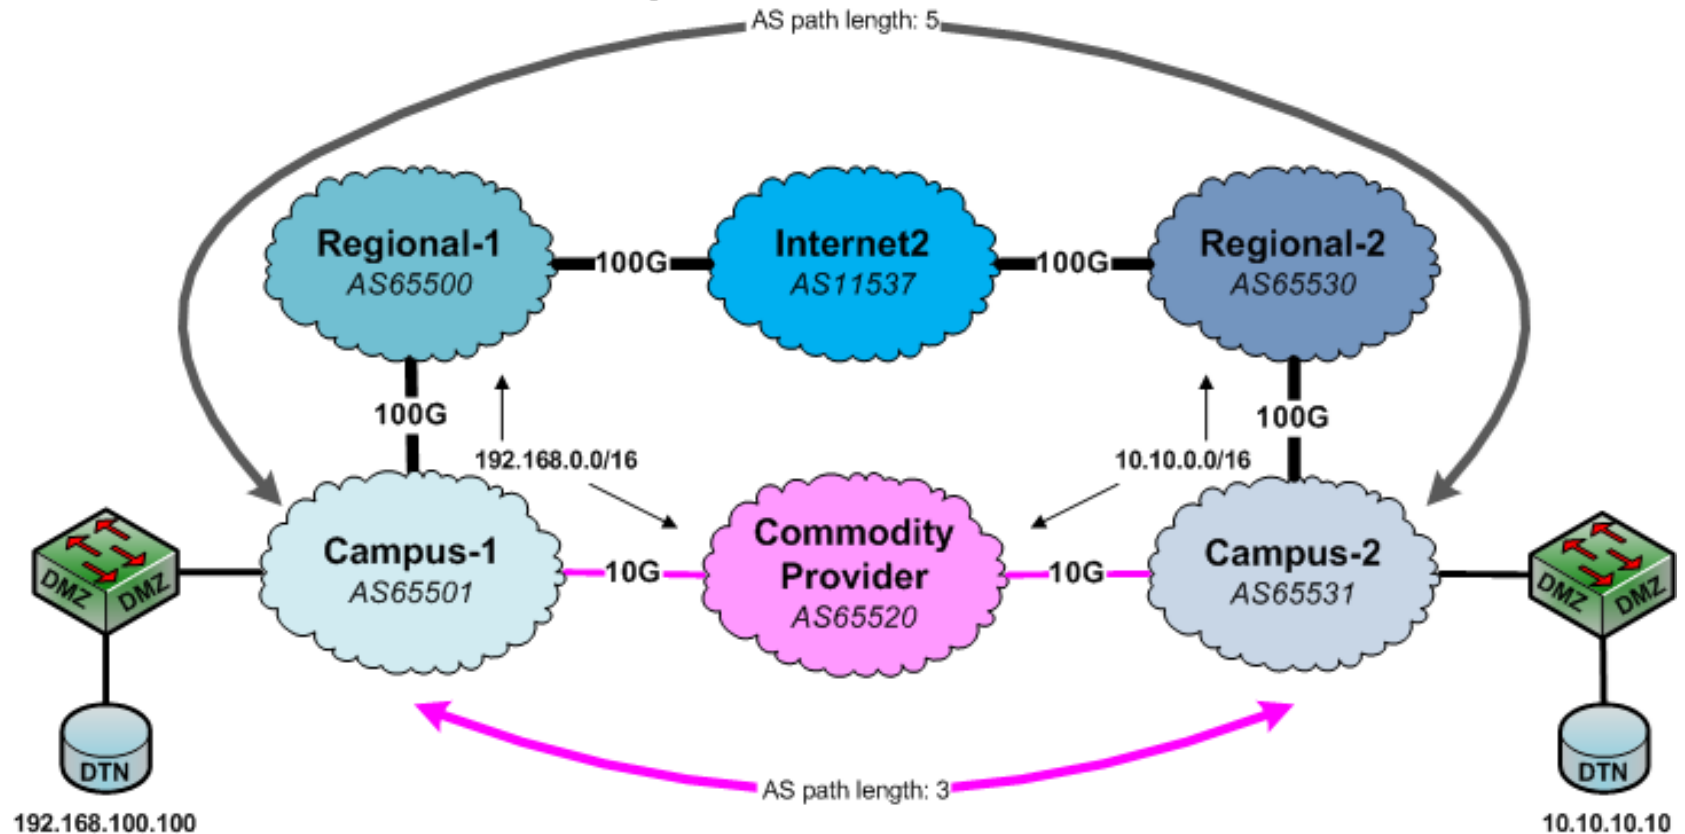 AS path length: 5
Regional-1
AS65500
100G
Internet2
AS11537
100G
Regional-2
AS65530
100G
100G
192.168.0.0/16
10.10.0.0/16
DMZ
DMZ
Campus-1
AS65501
10G
Commodity
Provider
AS65520
10G
Campus-2
AS65531
DMZ
DMZ
DTN
192.168.100.100
AS path length: 3
DTN
10.10.10.10